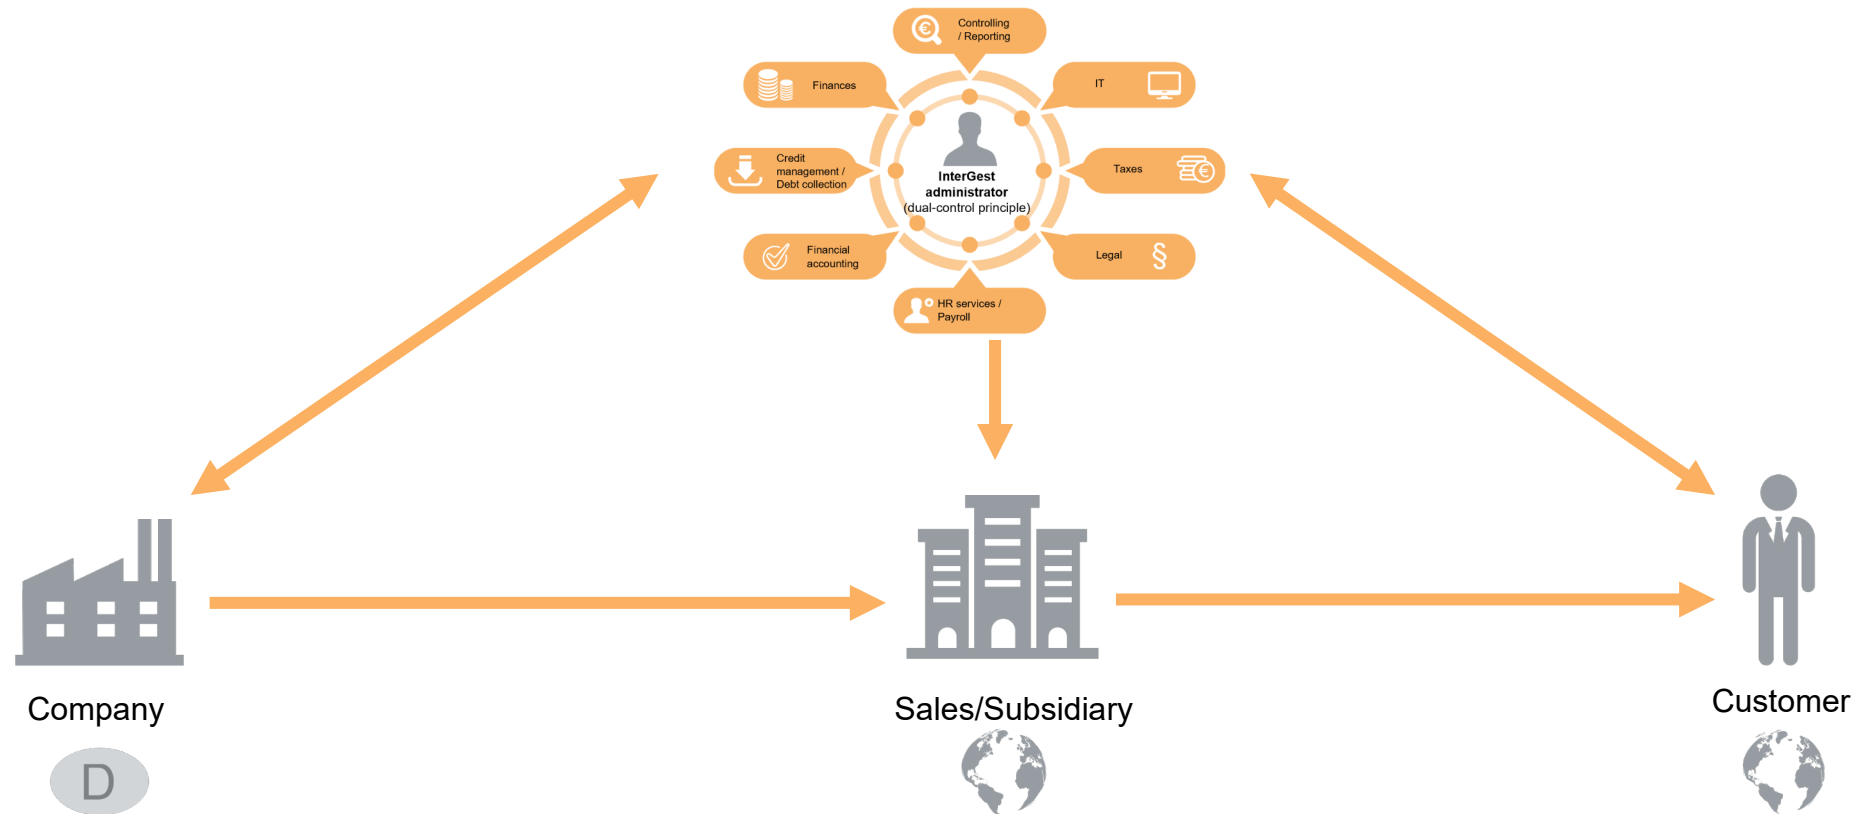 Controlling
/ Reporting
Finances
IT
Credit
management /
Debt collection
InterGest
administrator
(dual-control principle)
Taxes
€
Financial
accounting
Legal
§
HR services /
Payroll
Company
D
Sales/Subsidiary
Customer